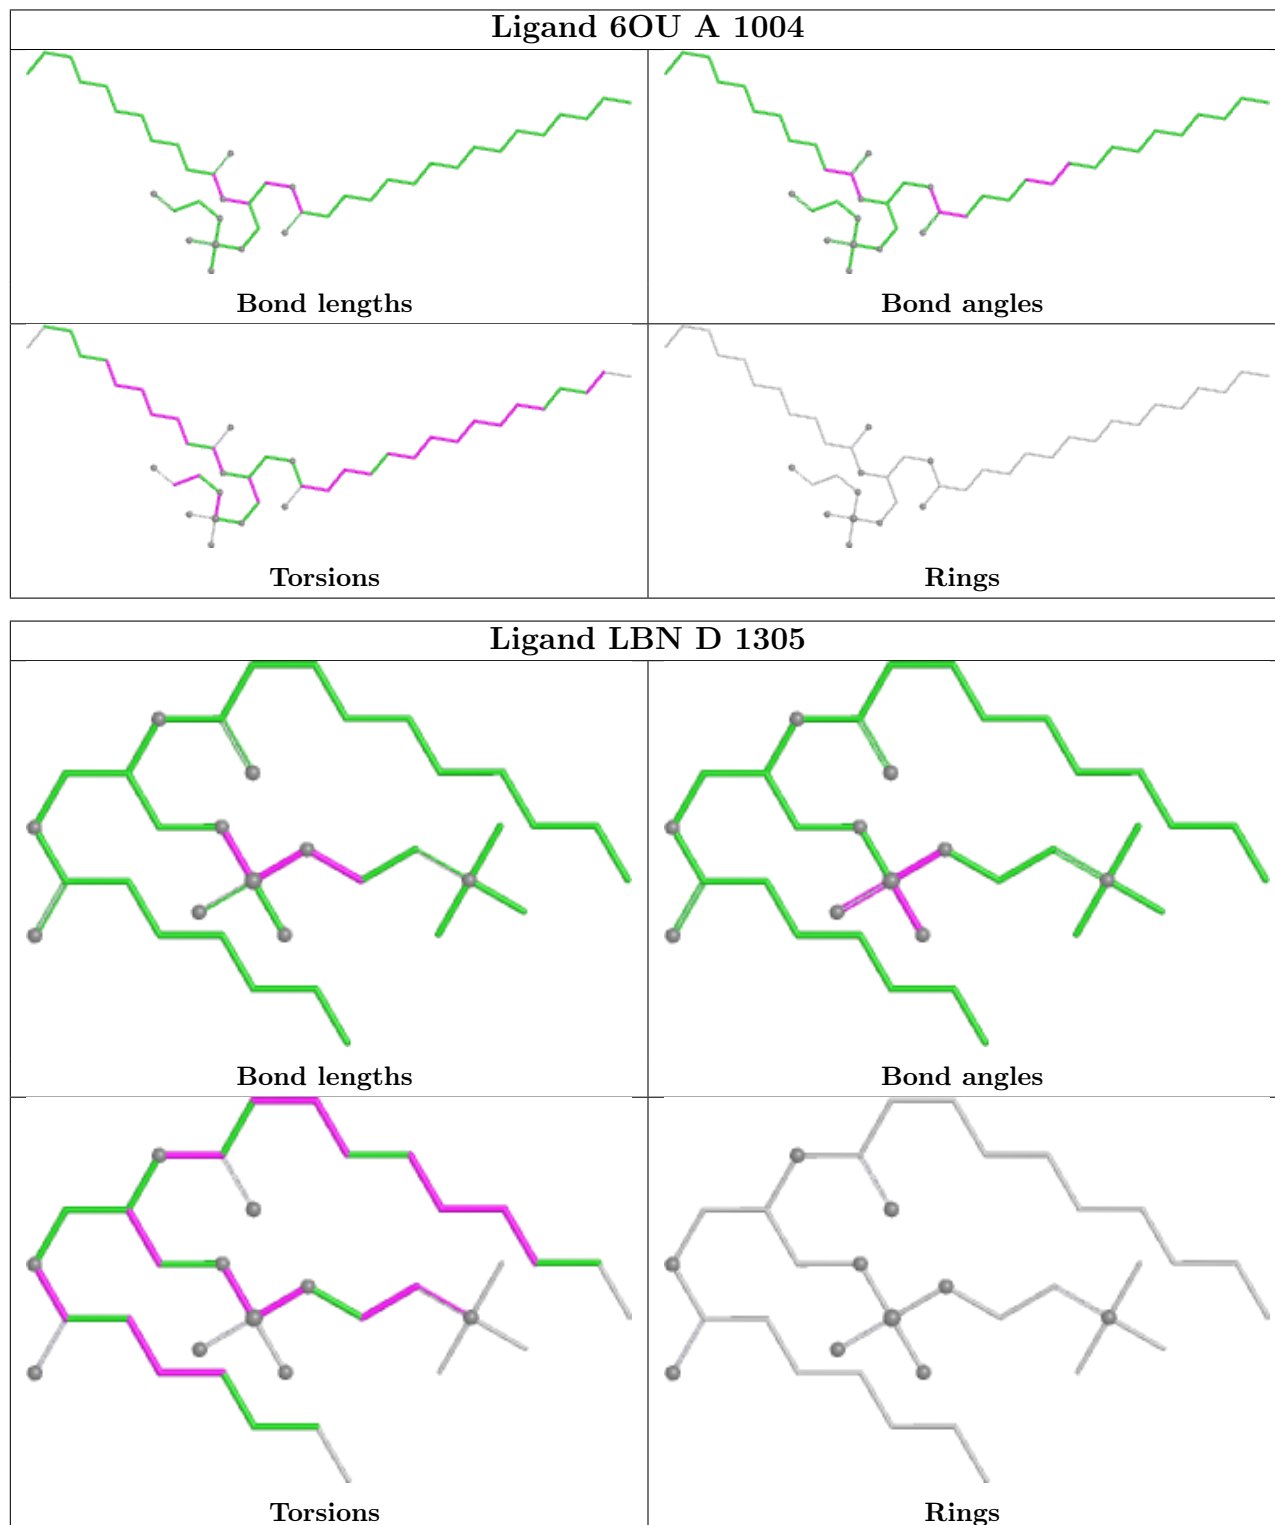 Ligand 6OU A 1004
Bond lengths
Bond angles
Torsions
Rings
Ligand LBN D 1305
Bond lengths
Bond angles
Torsions
Rings